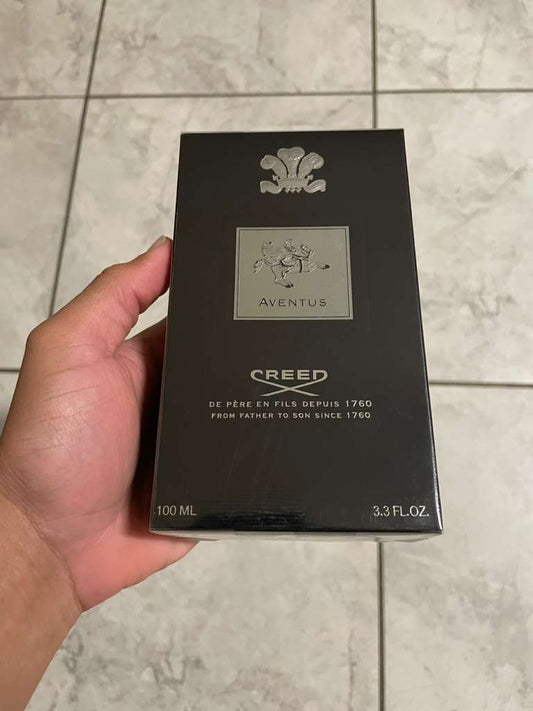 AVENTUS
CREED
DE PÈRE EN FILS DEPUIS 1760
FROM FATHER TO SON SINCE 1760
100 ML 3.3 FL.OZ.